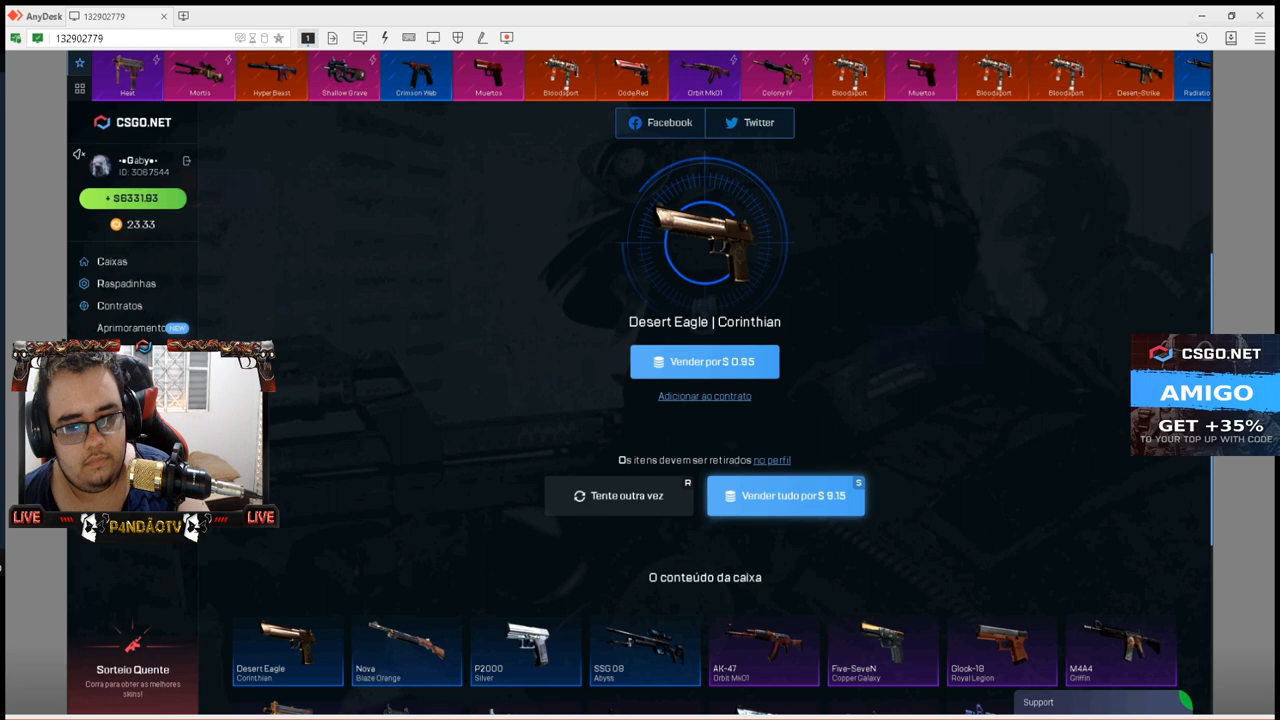 AnyDesk
132902779
132902779
1
Heat
Mortis
Hyper Beast
Shallow Grave
Crimson Web
Muertos
Bloodsport
Code Red
Orbit Mk01
Colony IV
Bloodsport
Muertos
Bloodsport
Bloodsport
Desert-Strike
Radiatio
CSGO.NET
•●Gaby●•
ID: 3067544
+ $6331.93
23.33
Caixas
Raspadinhas
Contratos
Aprimoramento NEW
Facebook
Twitter
Desert Eagle | Corinthian
Vender por $ 0.95
Adicionar ao contrato
Os itens devem ser retirados no perfil
Tente outra vez R
Vender tudo por $ 9.15 S
CSGO.NET
AMIGO
GET +35%
TO YOUR TOP UP WITH CODE
LIVE
P4NDÃOTV
LIVE
O conteúdo da caixa
Desert Eagle
Corinthian
Nova
Blaze Orange
P2000
Silver
SSG 08
Abyss
AK-47
Orbit Mk01
Five-SeveN
Copper Galaxy
Glock-18
Royal Legion
M4A4
Griffin
Sorteio Quente
Corra para obter as melhores
skins!
Support